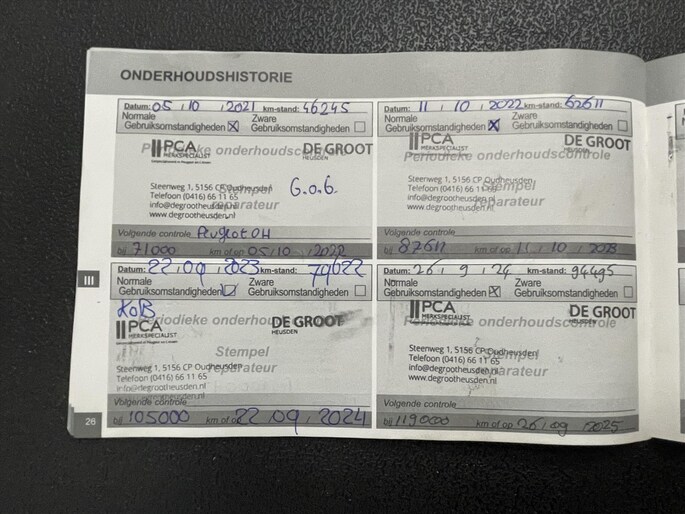 ONDERHOUDSHISTORIE
Datum: 05 / 10 / 2021 km-stand: 46245
Normale Gebruiksomstandigheden ☒ Zware Gebruiksomstandigheden ☐
Periodieke onderhoudscontrole
PCA MERKSPECIALIST
DE GROOT
HEUSDEN
Steenweg 1, 5156 CP Oudheusden
Telefoon (0416) 66 11 65
info@degrootheusden.nl
www.degrootheusden.nl
Stempel
reparateur
G.o.6.
Volgende controle Peugeot OH
bij 71000 km of op 05 / 10 / 2022
Datum: 11 / 10 / 2022 km-stand: 62611
Normale Gebruiksomstandigheden ☒ Zware Gebruiksomstandigheden ☐
Periodieke onderhoudscontrole
PCA MERKSPECIALIST
DE GROOT
HEUSDEN
Steenweg 1, 5156 CP Oudheusden
Telefoon (0416) 66 11 65
info@degrootheusden.nl
www.degrootheusden.nl
Stempel
reparateur
Volgende controle
bij 87611 km of op 11 / 10 / 2023
III
Datum: 22 / 09 / 2023 km-stand: 79622
Normale Gebruiksomstandigheden ☑ Zware Gebruiksomstandigheden ☐
KoB
Periodieke onderhoud
PCA MERKSPECIALIST
DE GROOT
HEUSDEN
Stempel
reparateur
Steenweg 1, 5156 CP Oudheusden
Telefoon (0416) 66 11 65
info@degrootheusden.nl
www.degrootheusden.nl
Volgende controle
bij 105000 km of op 22 / 09 / 2024
Datum: 26 / 9 / 24 km-stand: 94495
Normale Gebruiksomstandigheden ☒ Zware Gebruiksomstandigheden ☐
Periodieke onderhoudscontrole
PCA MERKSPECIALIST
DE GROOT
HEUSDEN
Steenweg 1, 5156 CP Oudheusden
Telefoon (0416) 66 11 65
info@degrootheusden.nl
www.degrootheusden.nl
Stempel
reparateur
Volgende controle
bij 119000 km of op 26 / 09 / 2025
26